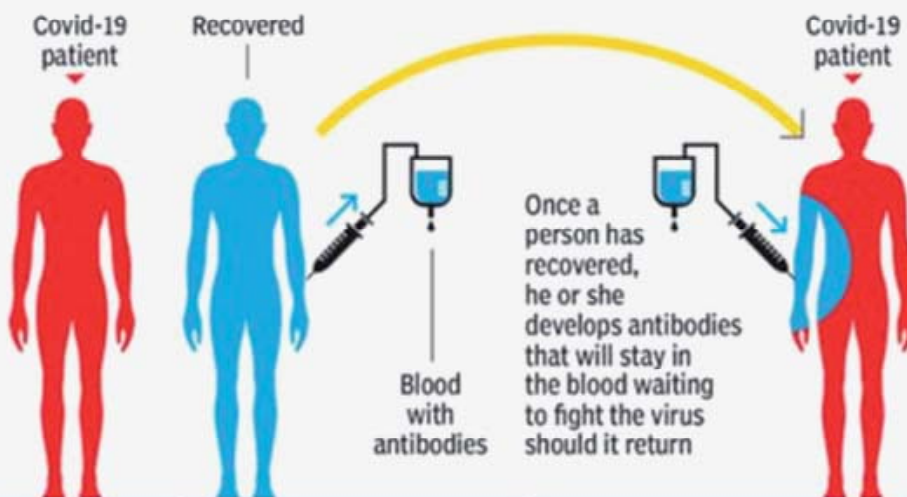 Covid-19
patient
Recovered
Covid-19
patient
Blood
with
antibodies
Once a
person has
recovered,
he or she
develops antibodies
that will stay in
the blood waiting
to fight the virus
should it return